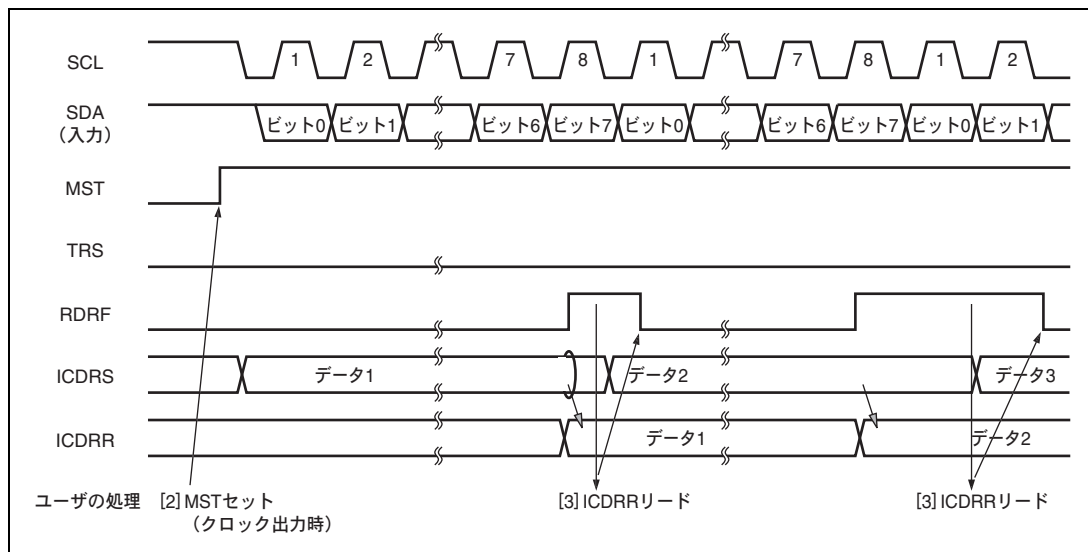 SCL 1 2 7 8 1 7 8 1 2
SDA
（入力）
ビット0 ビット1 ビット6 ビット7 ビット0 ビット6 ビット7 ビット0 ビット1
MST
TRS
RDRF
ICDRS データ1 データ2 データ3
ICDRR データ1 データ2
ユーザの処理 [2] MSTセット [3] ICDRRリード [3] ICDRRリード
（クロック出力時）